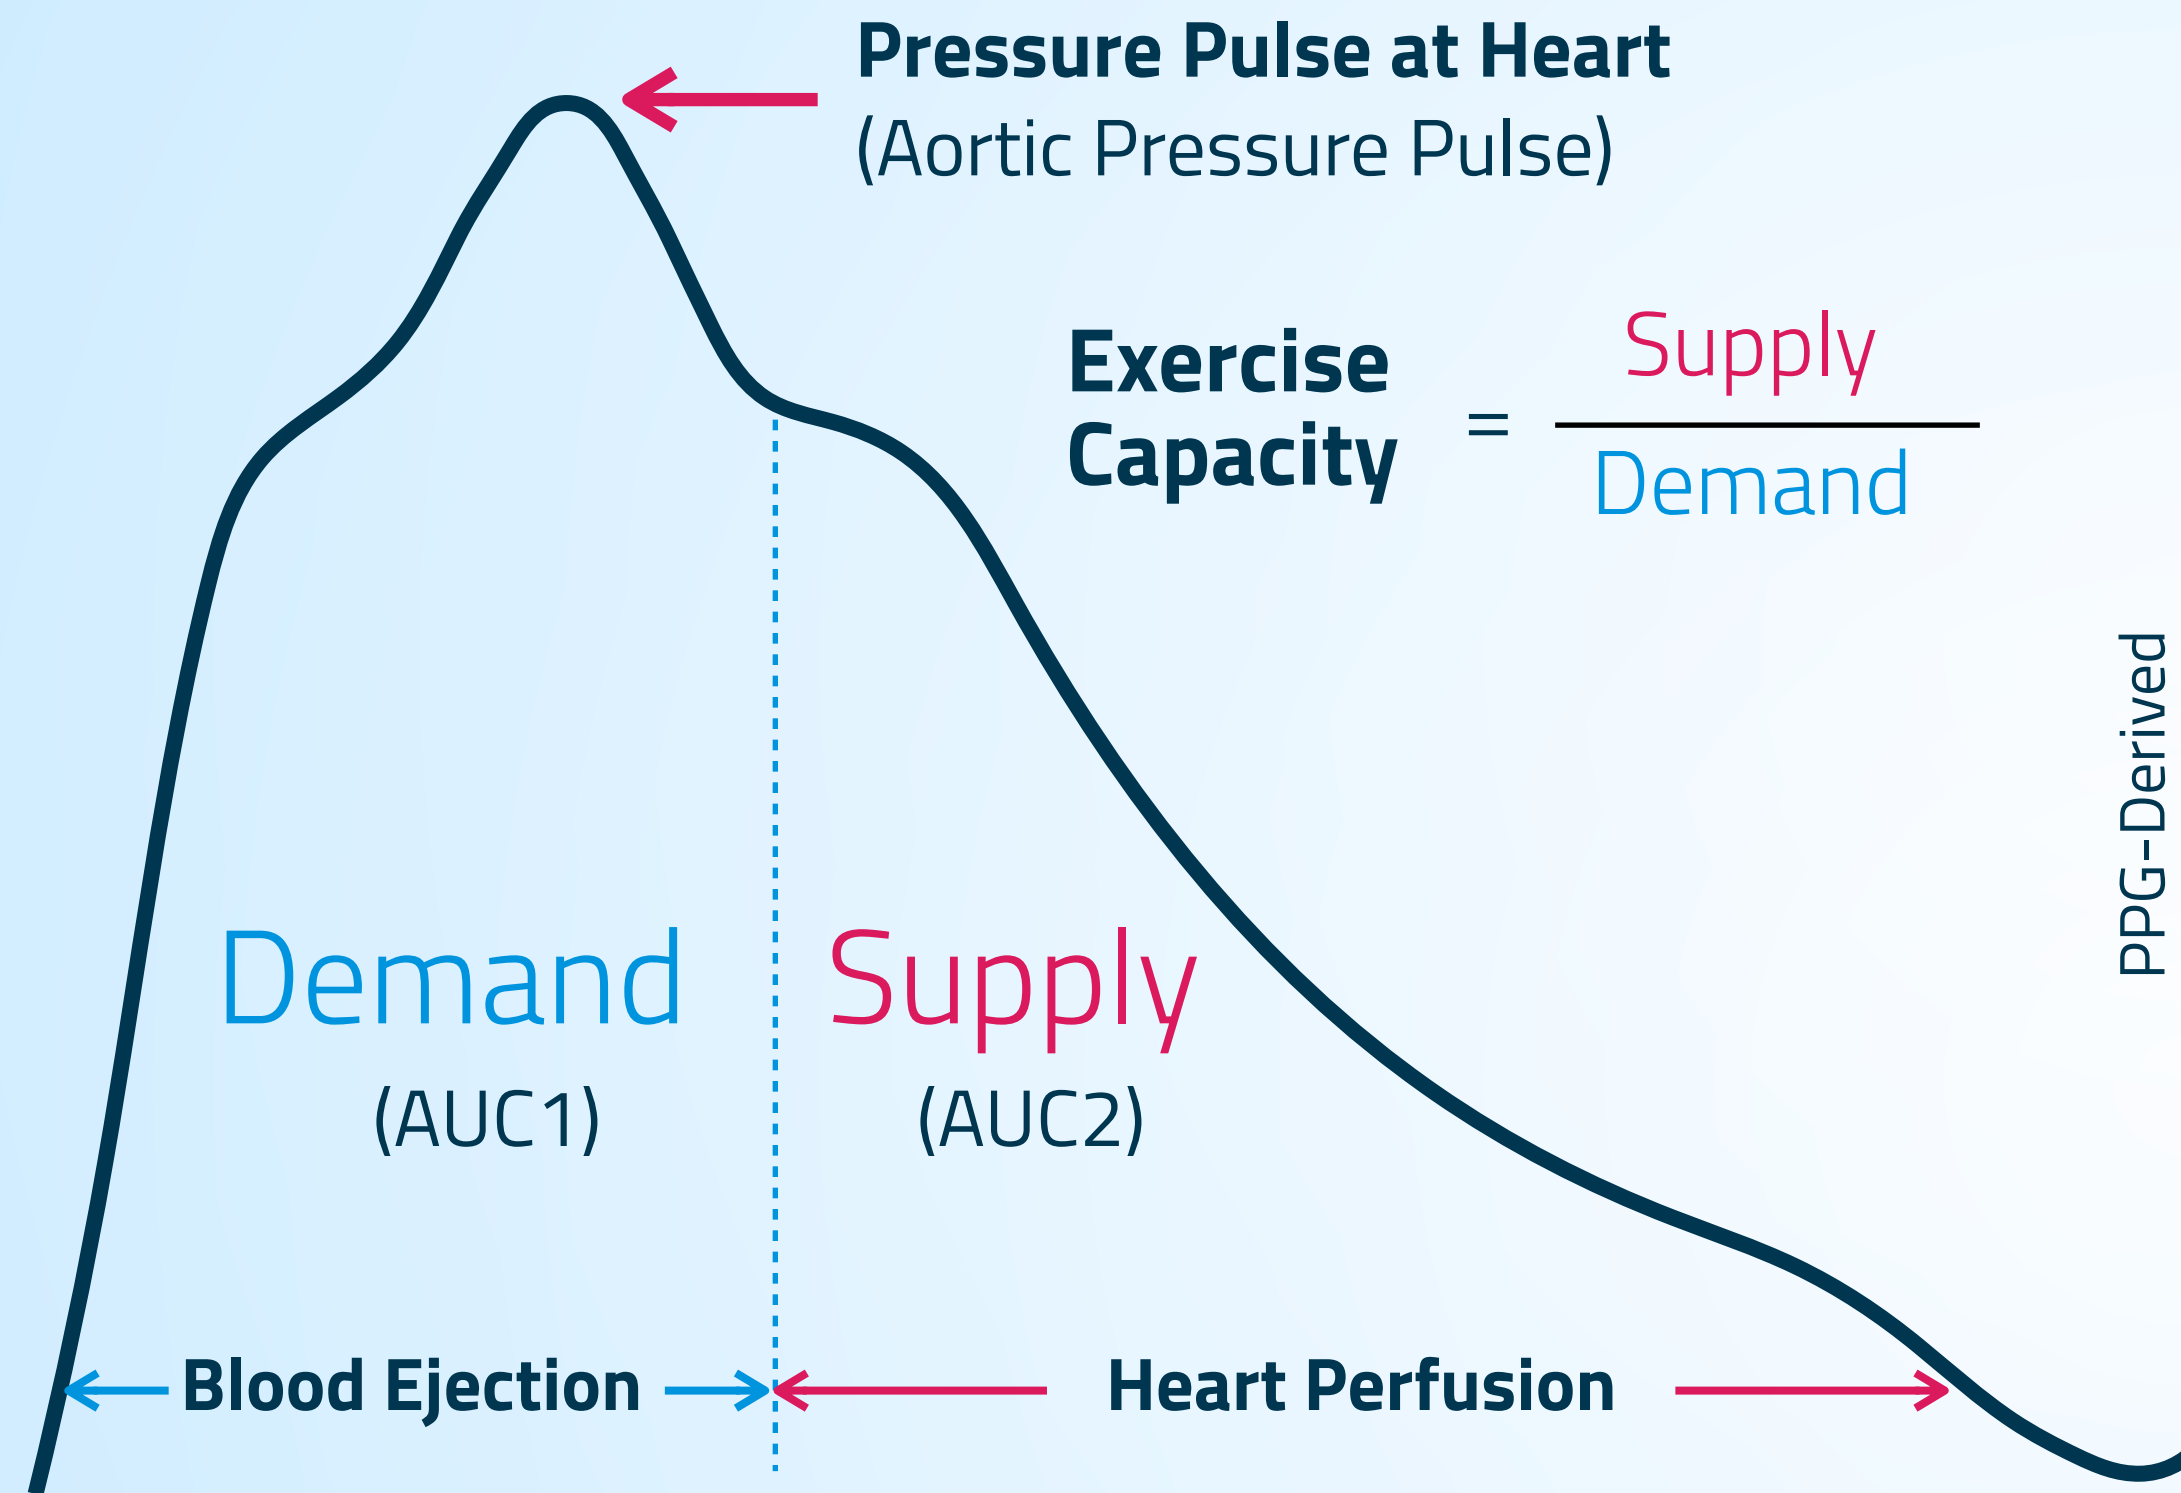 Pressure Pulse at Heart
(Aortic Pressure Pulse)
Exercise
Capacity
=
Supply
Demand
PPG-Derived
Demand
(AUC1)
Supply
(AUC2)
Blood Ejection
Heart Perfusion